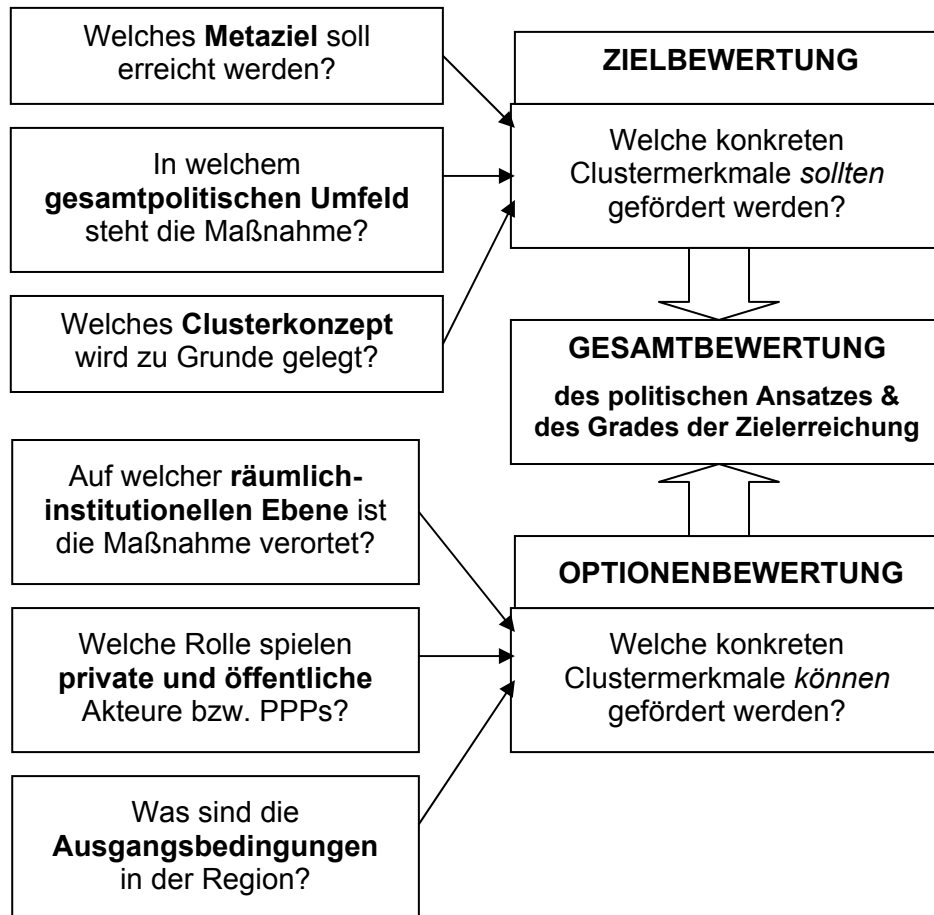 Welches Metaziel soll
erreicht werden?
In welchem
gesamtpolitischen Umfeld
steht die Maßnahme?
Welches Clusterkonzept
wird zu Grunde gelegt?
ZIELBEWERTUNG
Welche konkreten
Clustermerkmale sollten
gefördert werden?
GESAMTBEWERTUNG
des politischen Ansatzes &
des Grades der Zielerreichung
Auf welcher räumlich-
institutionellen Ebene ist
die Maßnahme verortet?
Welche Rolle spielen
private und öffentliche
Akteure bzw. PPPs?
Was sind die
Ausgangsbedingungen
in der Region?
OPTIONENBEWERTUNG
Welche konkreten
Clustermerkmale können
gefördert werden?